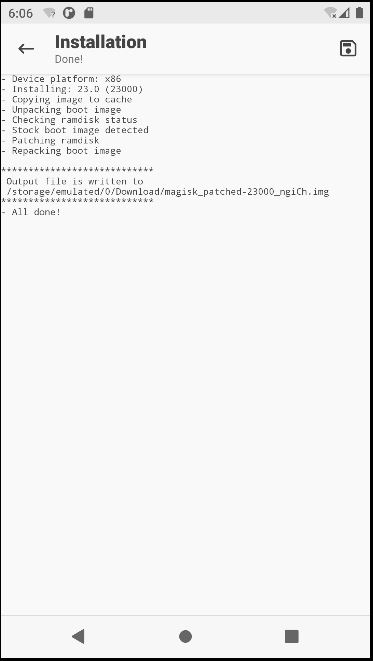 6:06
Installation
Done!
- Device platform: x86
- Installing: 23.0 (23000)
- Copying image to cache
- Unpacking boot image
- Checking ramdisk status
- Stock boot image detected
- Patching ramdisk
- Repacking boot image
****************************
Output file is written to
/storage/emulated/0/Download/magisk_patched-23000_ngiCh.img
****************************
- All done!